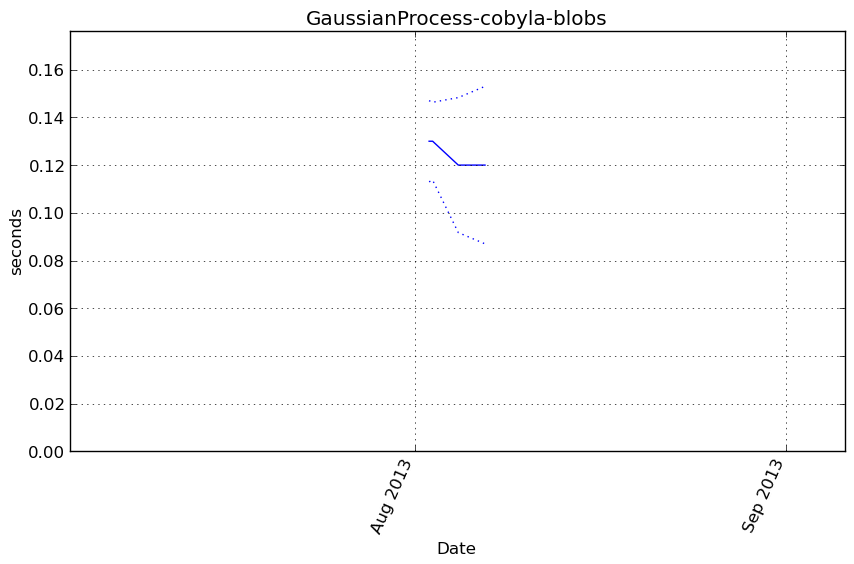 GaussianProcess-cobyla-blobs
0.16
0.14
0.12
0.10
0.08
0.06
0.04
0.02
0.00
seconds
Aug 2013
Sep 2013
Date